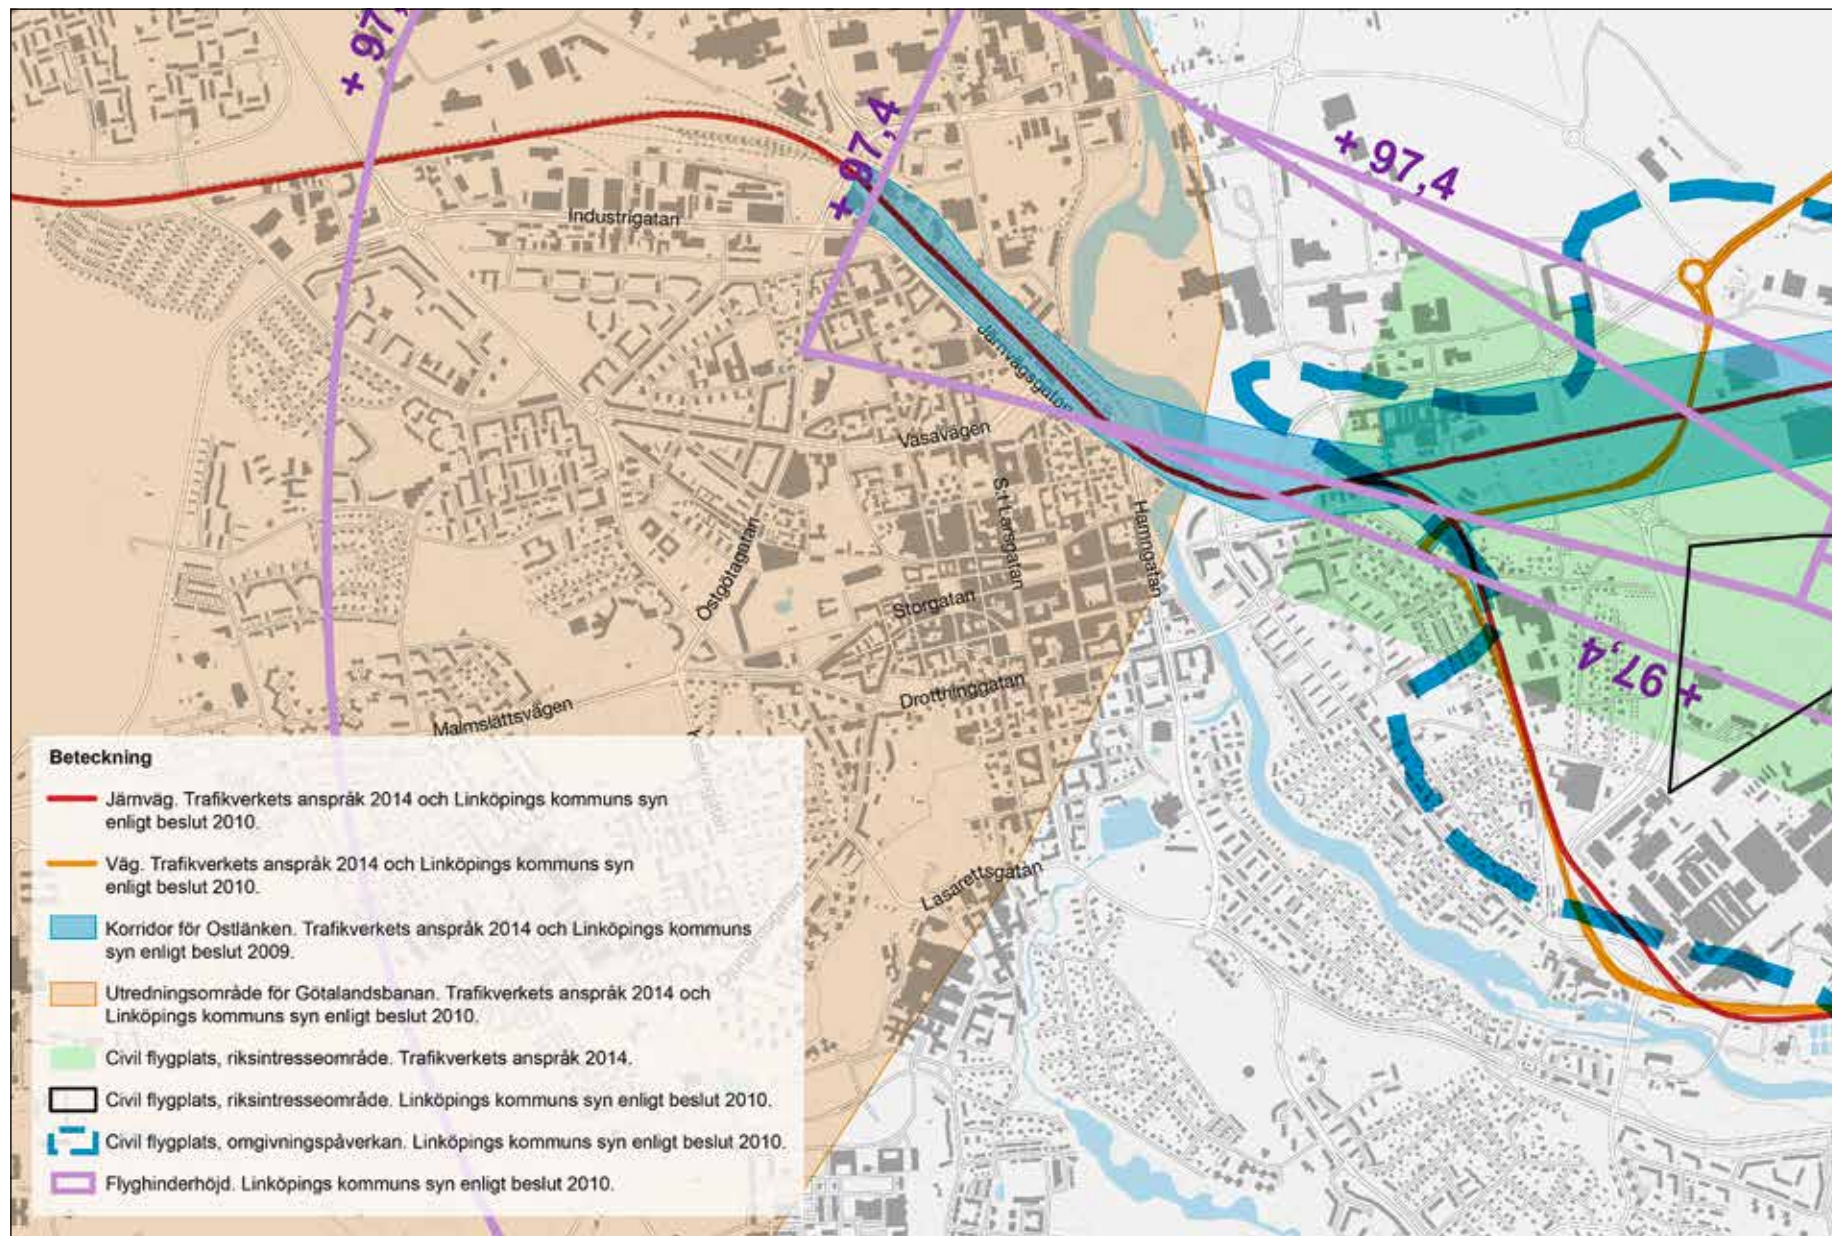 + 97,
+ 97,4
+ 97,4
Industrigatan
Järnvägsgatan
Vasavägen
S:t Larsgatan
Hamngatan
Östgötagatan
Storgatan
+ 97,4
Drottninggatan
Malmslättsvägen
Lasarettsgatan
Beteckning
Järnväg. Trafikverkets anspråk 2014 och Linköpings kommuns syn
enligt beslut 2010.
Väg. Trafikverkets anspråk 2014 och Linköpings kommuns syn
enligt beslut 2010.
Korridor för Ostlänken. Trafikverkets anspråk 2014 och Linköpings kommuns
syn enligt beslut 2009.
Utredningsområde för Götalandsbanan. Trafikverkets anspråk 2014 och
Linköpings kommuns syn enligt beslut 2010.
Civil flygplats, riksintresseområde. Trafikverkets anspråk 2014.
Civil flygplats, riksintresseområde. Linköpings kommuns syn enligt beslut 2010.
Civil flygplats, omgivningspåverkan. Linköpings kommuns syn enligt beslut 2010.
Flyghinderhöjd. Linköpings kommuns syn enligt beslut 2010.